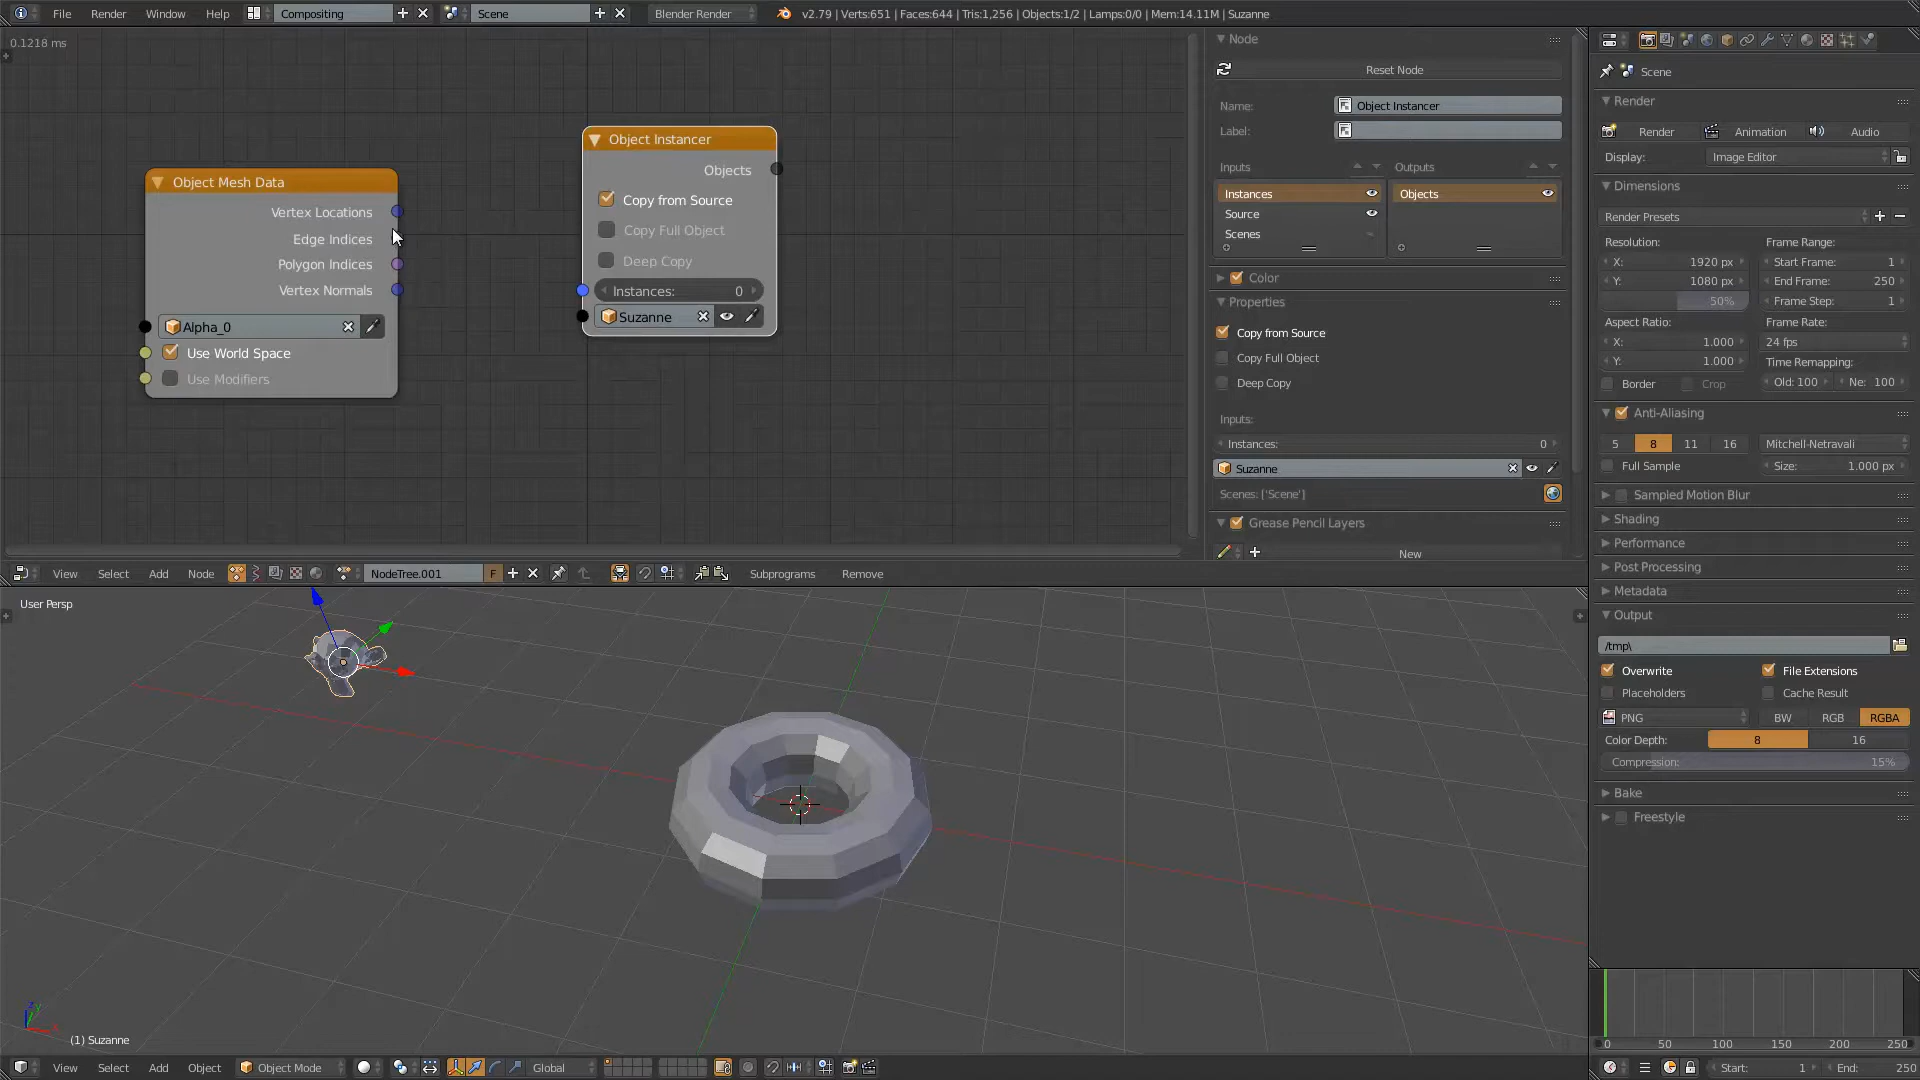 File Render Window Help Compositing Scene Blender Render v2.79 | Verts:651 | Faces:644 | Tris:1,256 | Objects:1/2 | Lamps:0/0 | Mem:14.11M | Suzanne
0.1218 ms
Object Mesh Data
Vertex Locations
Edge Indices
Polygon Indices
Vertex Normals
Alpha_0
Use World Space
Use Modifiers
Object Instancer
Objects
Copy from Source
Copy Full Object
Deep Copy
Instances: 0
Suzanne
Node
Reset Node
Name: Object Instancer
Label:
Inputs Outputs
Instances Objects
Source
Scenes
Color
Properties
Copy from Source
Copy Full Object
Deep Copy
Inputs:
Instances: 0
Suzanne
Scenes: ['Scene']
Grease Pencil Layers
New
View Select Add Node NodeTree.001 F Subprograms Remove
User Persp
(1) Suzanne
View Select Add Object Object Mode Global
Scene
Render
Render Animation Audio
Display: Image Editor
Dimensions
Render Presets
Resolution: Frame Range:
X: 1920 px Start Frame: 1
Y: 1080 px End Frame: 250
50% Frame Step: 1
Aspect Ratio: Frame Rate:
X: 1.000 24 fps
Y: 1.000 Time Remapping:
Border Crop Old: 100 Ne: 100
Anti-Aliasing
5 8 11 16 Mitchell-Netravali
Full Sample Size: 1.000 px
Sampled Motion Blur
Shading
Performance
Post Processing
Metadata
Output
/tmp\
Overwrite File Extensions
Placeholders Cache Result
PNG BW RGB RGBA
Color Depth: 8 16
Compression: 15%
Bake
Freestyle
0 50 100 150 200 250
Start: 1 End: 250